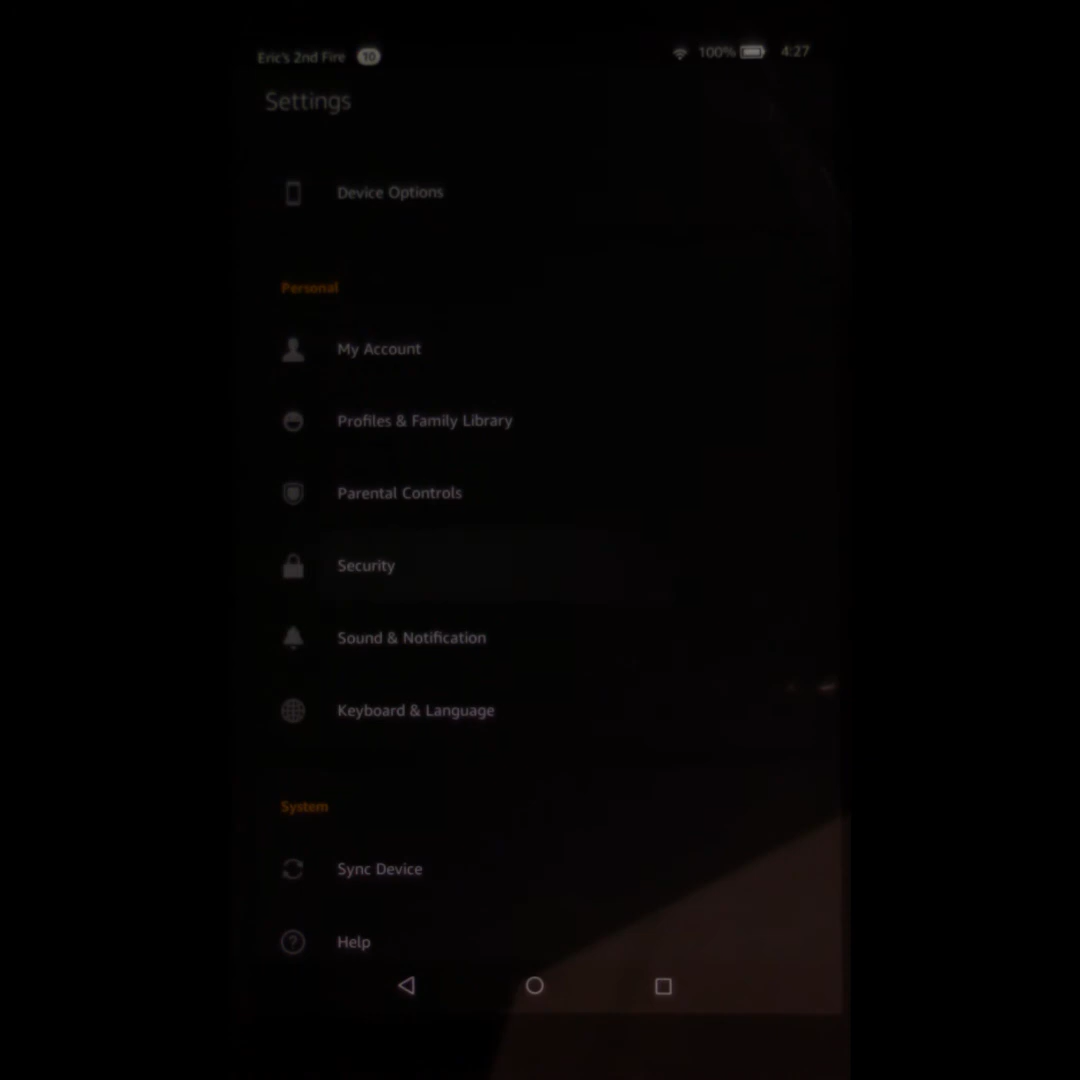 Eric's 2nd Fire 10 100% 4:27
Settings
Device Options
Personal
My Account
Profiles & Family Library
Parental Controls
Security
Sound & Notification
Keyboard & Language
System
Sync Device
Help